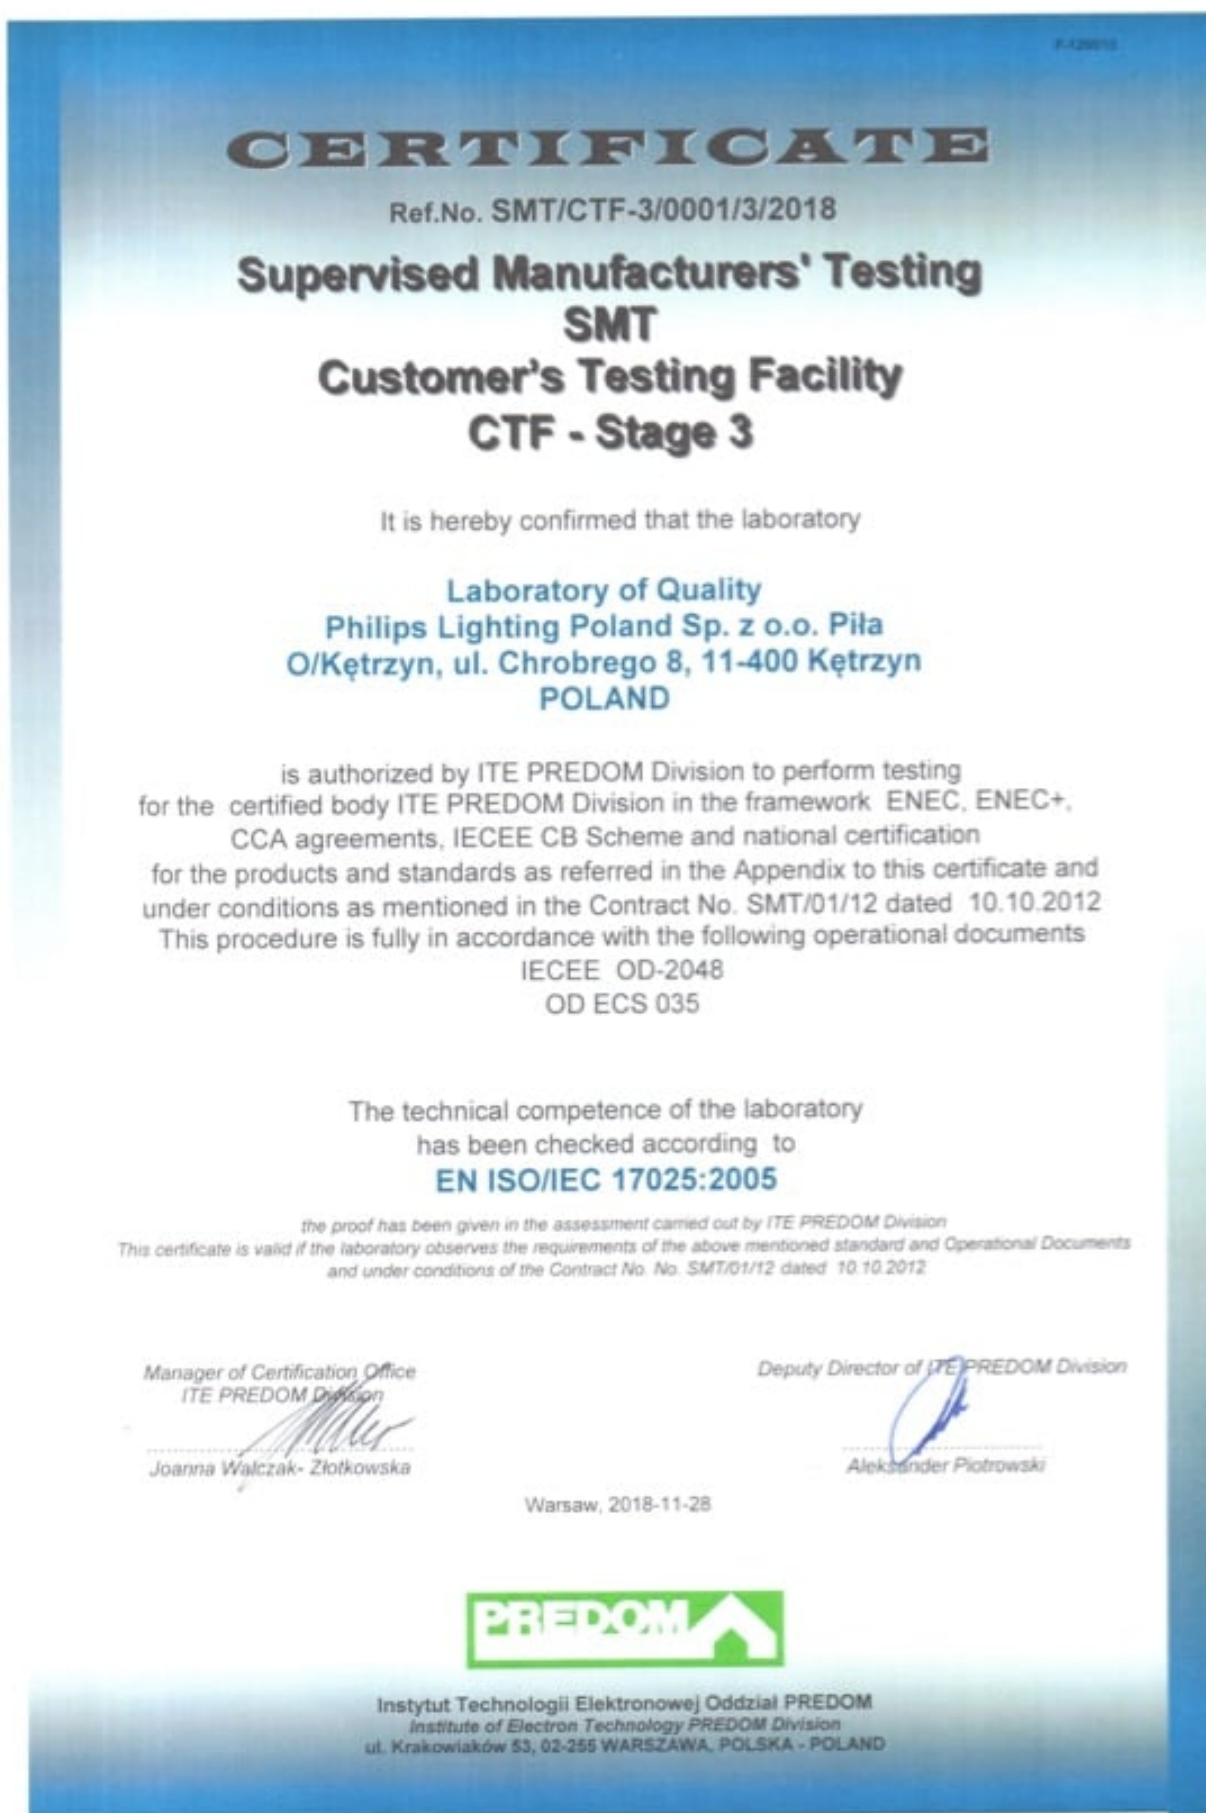 CERTIFICATE
Ref.No. SMT/CTF-3/0001/3/2018
Supervised Manufacturers' Testing
SMT
Customer's Testing Facility
CTF - Stage 3
It is hereby confirmed that the laboratory
Laboratory of Quality
Philips Lighting Poland Sp. z o.o. Piła
O/Kętrzyn, ul. Chrobrego 8, 11-400 Kętrzyn
POLAND
is authorized by ITE PREDOM Division to perform testing
for the certified body ITE PREDOM Division in the framework ENEC, ENEC+,
CCA agreements, IECEE CB Scheme and national certification
for the products and standards as referred in the Appendix to this certificate and
under conditions as mentioned in the Contract No. SMT/01/12 dated 10.10.2012
This procedure is fully in accordance with the following operational documents
IECEE OD-2048
OD ECS 035
The technical competence of the laboratory
has been checked according to
EN ISO/IEC 17025:2005
the proof has been given in the assessment carried out by ITE PREDOM Division
This certificate is valid if the laboratory observes the requirements of the above mentioned standard and Operational Documents
and under conditions of the Contract No. No. SMT/01/12 dated 10.10.2012
Manager of Certification Office
ITE PREDOM Division
Joanna Walczak- Złotkowska
Deputy Director of ITE PREDOM Division
Aleksander Piotrowski
Warsaw, 2018-11-28
PREDOM
Instytut Technologii Elektronowej Oddział PREDOM
Institute of Electron Technology PREDOM Division
ul. Krakowiaków 53, 02-255 WARSZAWA, POLSKA - POLAND